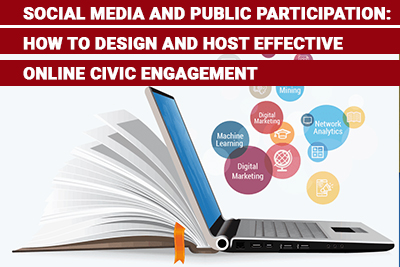 SOCIAL MEDIA AND PUBLIC PARTICIPATION:
HOW TO DESIGN AND HOST EFFECTIVE
ONLINE CIVIC ENGAGEMENT
Mining
Digital
Marketing
Network
Analytics
Machine
Learning
Digital
Marketing